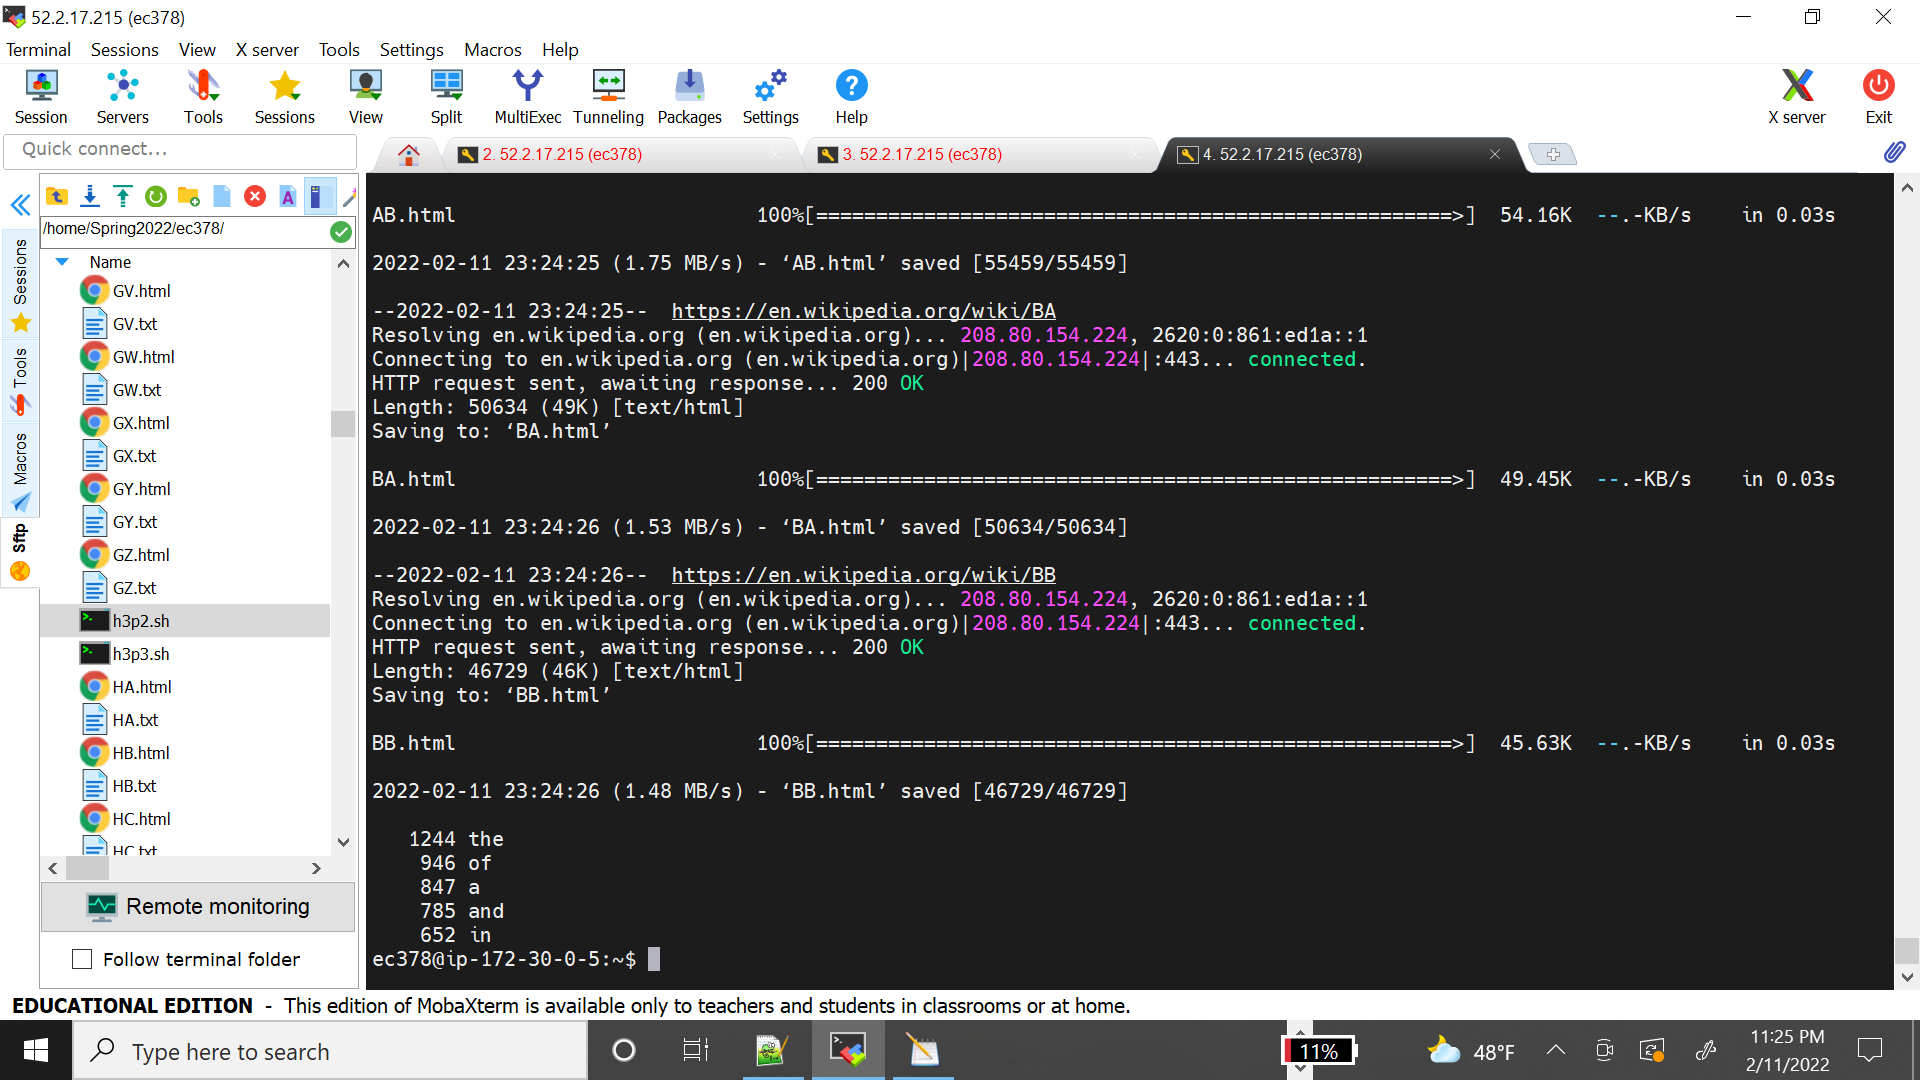 52.2.17.215 (ec378)
Terminal Sessions View X server Tools Settings Macros Help
Session Servers Tools Sessions View Split MultiExec Tunneling Packages Settings Help X server Exit
Quick connect...
2. 52.2.17.215 (ec378) 3. 52.2.17.215 (ec378) 4. 52.2.17.215 (ec378)
/home/Spring2022/ec378/
Sessions
Tools
Macros
Sftp
Name
GV.html
GV.txt
GW.html
GW.txt
GX.html
GX.txt
GY.html
GY.txt
GZ.html
GZ.txt
h3p2.sh
h3p3.sh
HA.html
HA.txt
HB.html
HB.txt
HC.html
HC.txt
Remote monitoring
Follow terminal folder
AB.html 100%[=====================================================>] 54.16K --.-KB/s in 0.03s
2022-02-11 23:24:25 (1.75 MB/s) - ‘AB.html’ saved [55459/55459]
--2022-02-11 23:24:25-- https://en.wikipedia.org/wiki/BA
Resolving en.wikipedia.org (en.wikipedia.org)... 208.80.154.224, 2620:0:861:ed1a::1
Connecting to en.wikipedia.org (en.wikipedia.org)|208.80.154.224|:443... connected.
HTTP request sent, awaiting response... 200 OK
Length: 50634 (49K) [text/html]
Saving to: ‘BA.html’
BA.html 100%[=====================================================>] 49.45K --.-KB/s in 0.03s
2022-02-11 23:24:26 (1.53 MB/s) - ‘BA.html’ saved [50634/50634]
--2022-02-11 23:24:26-- https://en.wikipedia.org/wiki/BB
Resolving en.wikipedia.org (en.wikipedia.org)... 208.80.154.224, 2620:0:861:ed1a::1
Connecting to en.wikipedia.org (en.wikipedia.org)|208.80.154.224|:443... connected.
HTTP request sent, awaiting response... 200 OK
Length: 46729 (46K) [text/html]
Saving to: ‘BB.html’
BB.html 100%[=====================================================>] 45.63K --.-KB/s in 0.03s
2022-02-11 23:24:26 (1.48 MB/s) - ‘BB.html’ saved [46729/46729]
1244 the
946 of
847 a
785 and
652 in
ec378@ip-172-30-0-5:~$
EDUCATIONAL EDITION - This edition of MobaXterm is available only to teachers and students in classrooms or at home.
Type here to search
11%
48°F
11:25 PM
2/11/2022